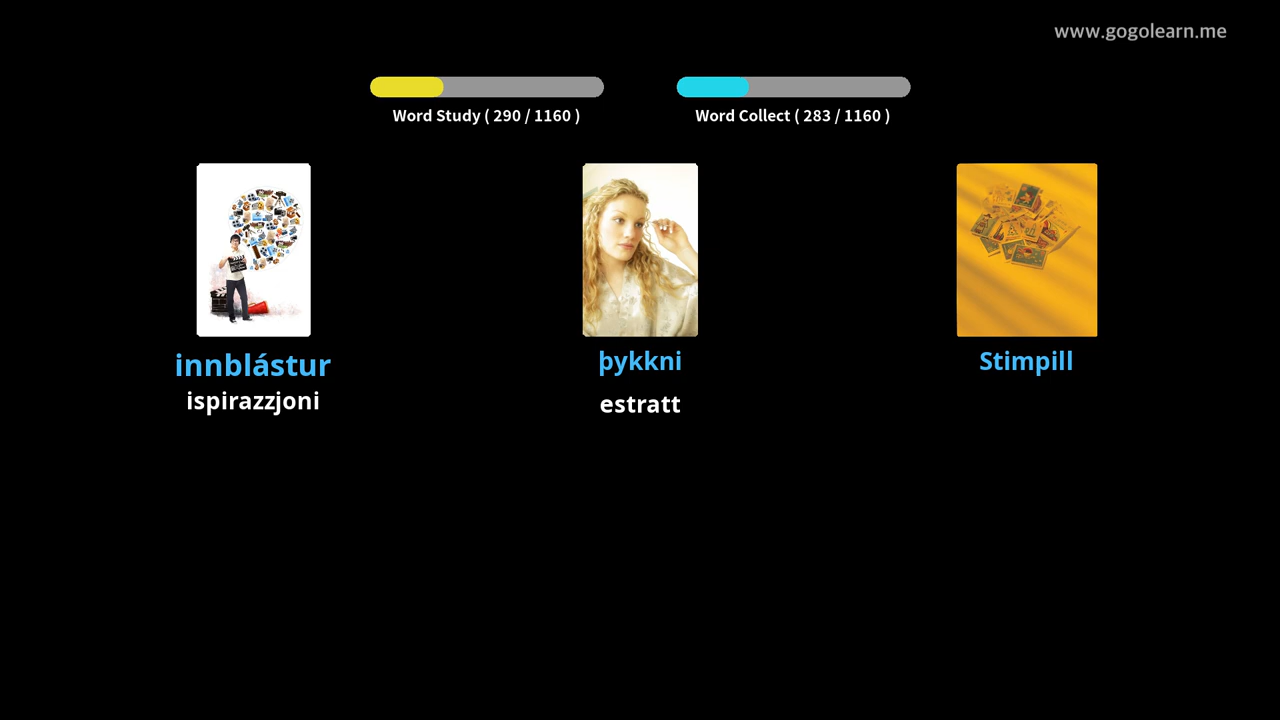 www.gogolearn.me
Word Study ( 290 / 1160 )
Word Collect ( 283 / 1160 )
innblástur
ispirazzjoni
þykkni
estratt
Stimpill